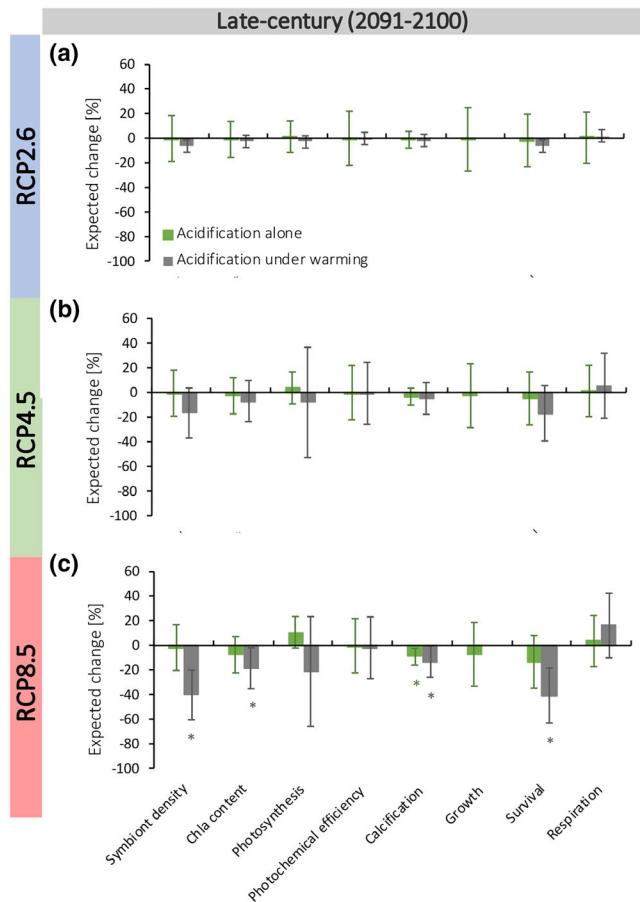 Late-century (2091-2100)
RCP2.6
(a)
Expected change [%]
60
40
20
0
-20
-40
-60
-80
-100
Acidification alone
Acidification under warming
RCP4.5
(b)
Expected change [%]
60
40
20
0
-20
-40
-60
-80
-100
RCP8.5
(c)
Expected change [%]
60
40
20
0
-20
-40
-60
-80
-100
*
*
*
*
*
Symbiont density
Chla content
Photosynthesis
Photochemical efficiency
Calcification
Growth
Survival
Respiration